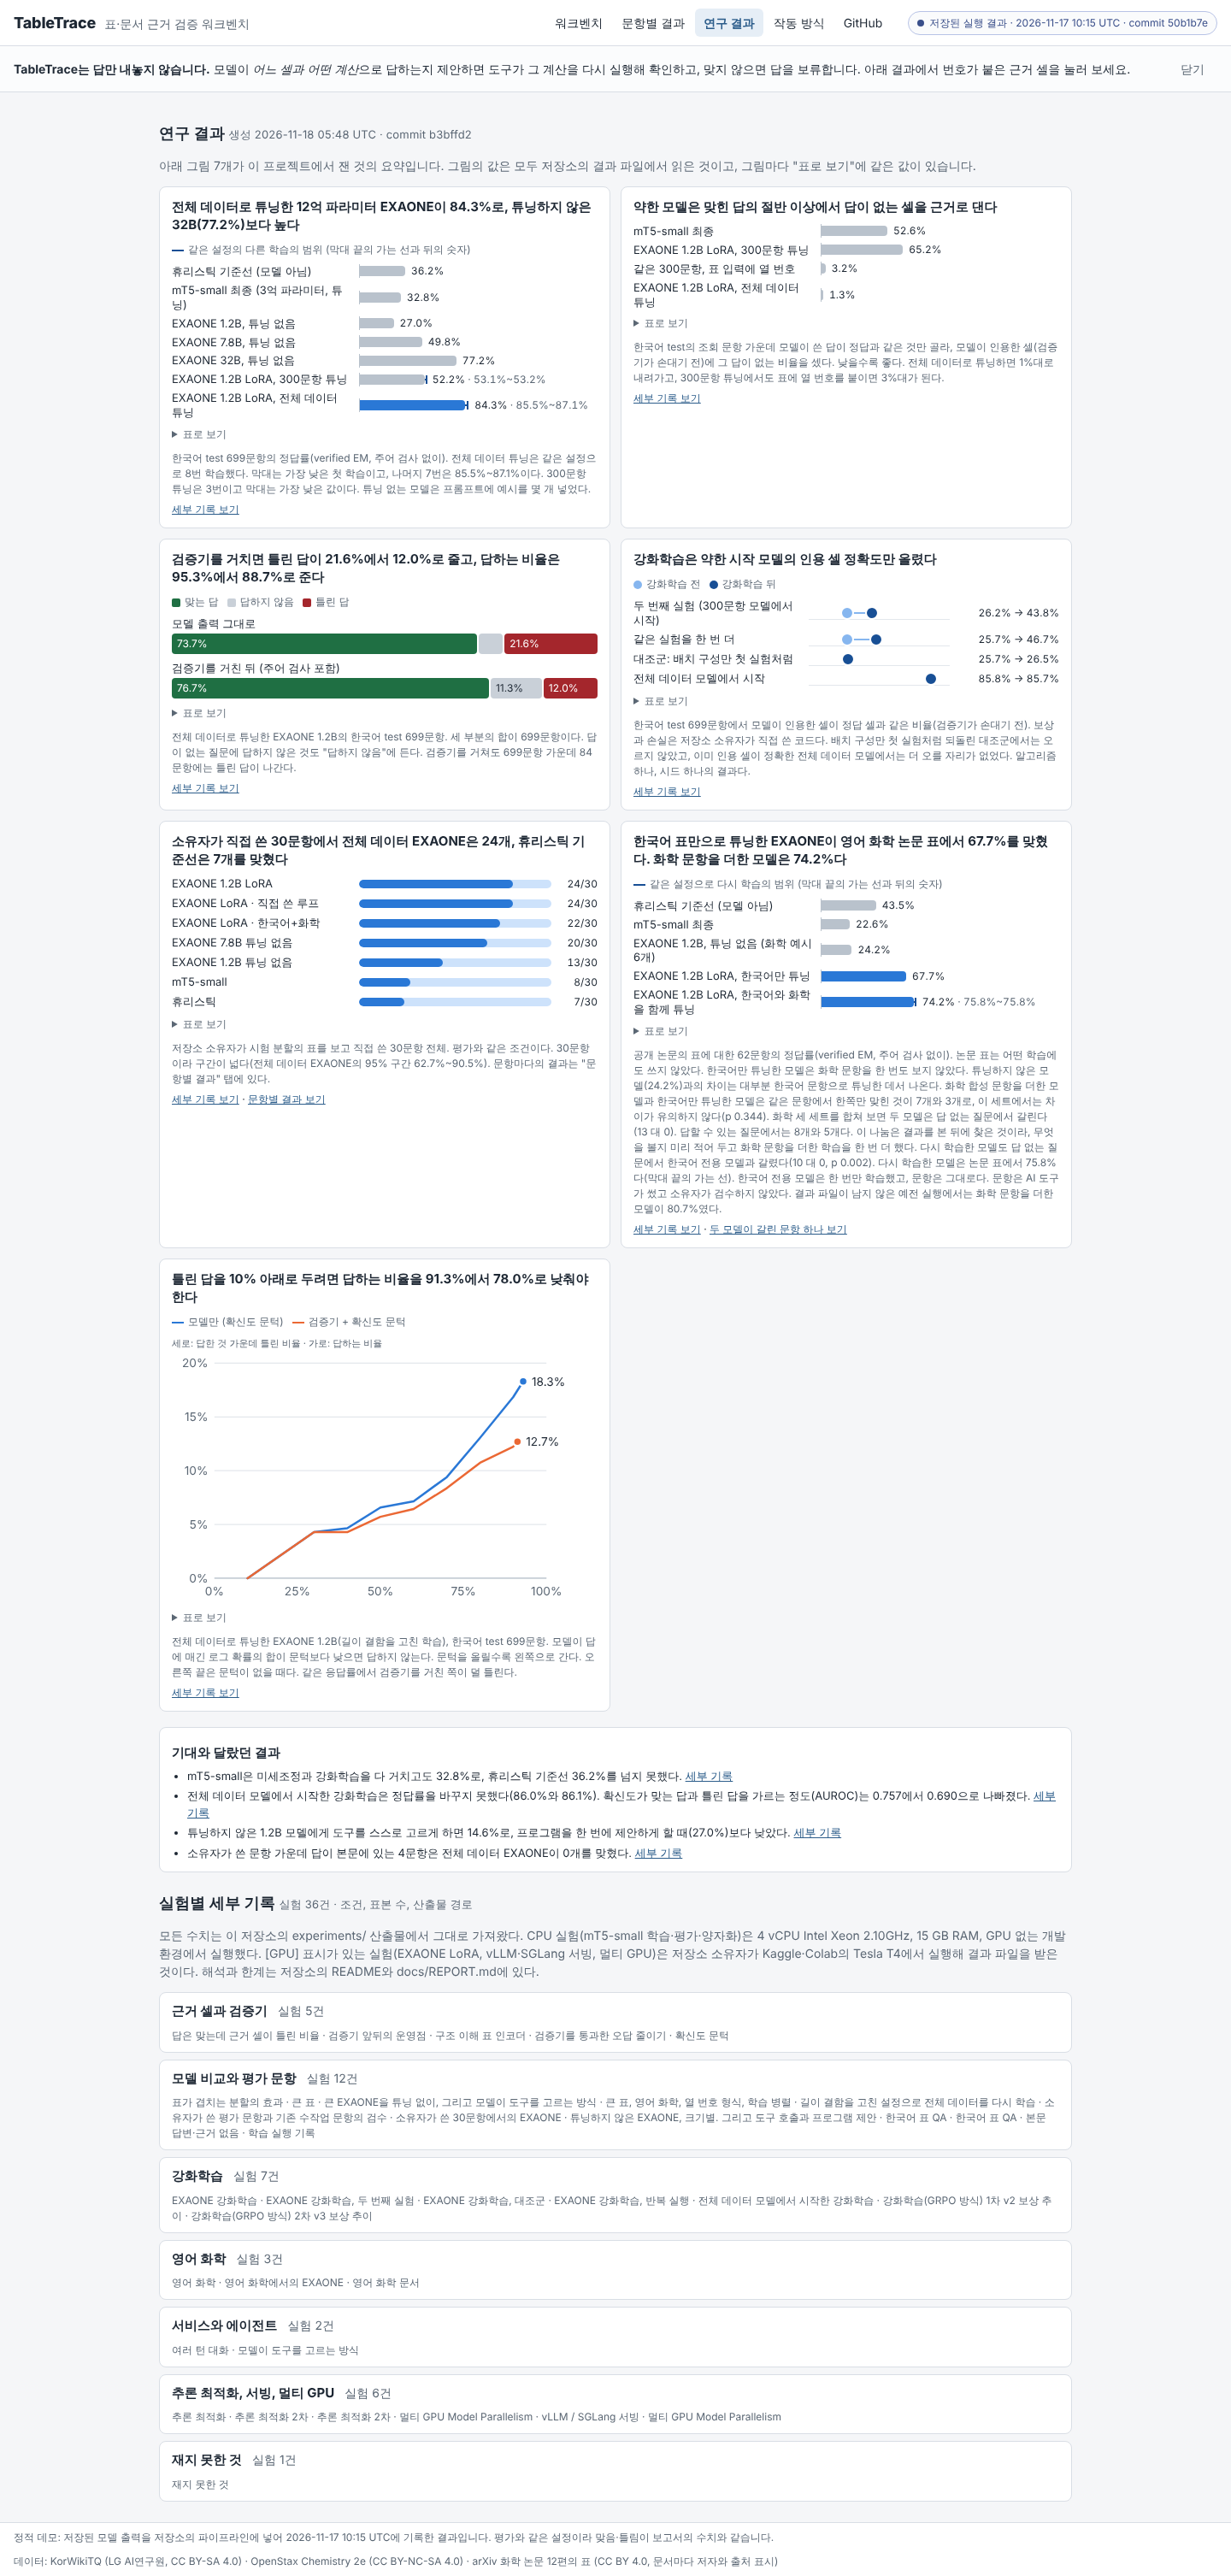 TableTrace 표·문서 근거 검증 워크벤치
워크벤치 문항별 결과 연구 결과 작동 방식 GitHub
저장된 실행 결과 · 2026-11-17 10:15 UTC · commit 50b1b7e
TableTrace는 답만 내놓지 않습니다. 모델이 어느 셀과 어떤 계산으로 답하는지 제안하면 도구가 그 계산을 다시 실행해 확인하고, 맞지 않으면 답을 보류합니다. 아래 결과에서 번호가 붙은 근거 셀을 눌러 보세요. 닫기
연구 결과 생성 2026-11-18 05:48 UTC · commit b3bffd2
아래 그림 7개가 이 프로젝트에서 잰 것의 요약입니다. 그림의 값은 모두 저장소의 결과 파일에서 읽은 것이고, 그림마다 "표로 보기"에 같은 값이 있습니다.
전체 데이터로 튜닝한 12억 파라미터 EXAONE이 84.3%로, 튜닝하지 않은
32B(77.2%)보다 높다
같은 설정의 다른 학습의 범위 (막대 끝의 가는 선과 뒤의 숫자)
휴리스틱 기준선 (모델 아님) 36.2%
mT5-small 최종 (3억 파라미터, 튜
닝) 32.8%
EXAONE 1.2B, 튜닝 없음 27.0%
EXAONE 7.8B, 튜닝 없음 49.8%
EXAONE 32B, 튜닝 없음 77.2%
EXAONE 1.2B LoRA, 300문항 튜닝 52.2% · 53.1%~53.2%
EXAONE 1.2B LoRA, 전체 데이터
튜닝 84.3% · 85.5%~87.1%
▶ 표로 보기
한국어 test 699문항의 정답률(verified EM, 주어 검사 없이). 전체 데이터 튜닝은 같은 설정으
로 8번 학습했다. 막대는 가장 낮은 첫 학습이고, 나머지 7번은 85.5%~87.1%이다. 300문항
튜닝은 3번이고 막대는 가장 낮은 값이다. 튜닝 없는 모델은 프롬프트에 예시를 몇 개 넣었다.
세부 기록 보기
약한 모델은 맞힌 답의 절반 이상에서 답이 없는 셀을 근거로 댄다
mT5-small 최종 52.6%
EXAONE 1.2B LoRA, 300문항 튜닝 65.2%
같은 300문항, 표 입력에 열 번호 3.2%
EXAONE 1.2B LoRA, 전체 데이터
튜닝 1.3%
▶ 표로 보기
한국어 test의 조회 문항 가운데 모델이 쓴 답이 정답과 같은 것만 골라, 모델이 인용한 셀(검증
기가 손대기 전)에 그 답이 없는 비율을 셌다. 낮을수록 좋다. 전체 데이터로 튜닝하면 1%대로
내려가고, 300문항 튜닝에서도 표에 열 번호를 붙이면 3%대가 된다.
세부 기록 보기
검증기를 거치면 틀린 답이 21.6%에서 12.0%로 줄고, 답하는 비율은
95.3%에서 88.7%로 준다
맞는 답 답하지 않음 틀린 답
모델 출력 그대로
73.7% 21.6%
검증기를 거친 뒤 (주어 검사 포함)
76.7% 11.3% 12.0%
▶ 표로 보기
전체 데이터로 튜닝한 EXAONE 1.2B의 한국어 test 699문항. 세 부분의 합이 699문항이다. 답
이 없는 질문에 답하지 않은 것도 "답하지 않음"에 든다. 검증기를 거쳐도 699문항 가운데 84
문항에는 틀린 답이 나간다.
세부 기록 보기
강화학습은 약한 시작 모델의 인용 셀 정확도만 올렸다
강화학습 전 강화학습 뒤
두 번째 실험 (300문항 모델에서
시작) 26.2% → 43.8%
같은 실험을 한 번 더 25.7% → 46.7%
대조군: 배치 구성만 첫 실험처럼 25.7% → 26.5%
전체 데이터 모델에서 시작 85.8% → 85.7%
▶ 표로 보기
한국어 test 699문항에서 모델이 인용한 셀이 정답 셀과 같은 비율(검증기가 손대기 전). 보상
과 손실은 저장소 소유자가 직접 쓴 코드다. 배치 구성만 첫 실험처럼 되돌린 대조군에서는 오
르지 않았고, 이미 인용 셀이 정확한 전체 데이터 모델에서는 더 오를 자리가 없었다. 알고리즘
하나, 시드 하나의 결과다.
세부 기록 보기
소유자가 직접 쓴 30문항에서 전체 데이터 EXAONE은 24개, 휴리스틱 기
준선은 7개를 맞혔다
EXAONE 1.2B LoRA 24/30
EXAONE LoRA · 직접 쓴 루프 24/30
EXAONE LoRA · 한국어+화학 22/30
EXAONE 7.8B 튜닝 없음 20/30
EXAONE 1.2B 튜닝 없음 13/30
mT5-small 8/30
휴리스틱 7/30
▶ 표로 보기
저장소 소유자가 시험 분할의 표를 보고 직접 쓴 30문항 전체. 평가와 같은 조건이다. 30문항
이라 구간이 넓다(전체 데이터 EXAONE의 95% 구간 62.7%~90.5%). 문항마다의 결과는 "문
항별 결과" 탭에 있다.
세부 기록 보기 · 문항별 결과 보기
한국어 표만으로 튜닝한 EXAONE이 영어 화학 논문 표에서 67.7%를 맞혔
다. 화학 문항을 더한 모델은 74.2%다
같은 설정으로 다시 학습의 범위 (막대 끝의 가는 선과 뒤의 숫자)
휴리스틱 기준선 (모델 아님) 43.5%
mT5-small 최종 22.6%
EXAONE 1.2B, 튜닝 없음 (화학 예시
6개) 24.2%
EXAONE 1.2B LoRA, 한국어만 튜닝 67.7%
EXAONE 1.2B LoRA, 한국어와 화학
을 함께 튜닝 74.2% · 75.8%~75.8%
▶ 표로 보기
공개 논문의 표에 대한 62문항의 정답률(verified EM, 주어 검사 없이). 논문 표는 어떤 학습에
도 쓰지 않았다. 한국어만 튜닝한 모델은 화학 문항을 한 번도 보지 않았다. 튜닝하지 않은 모
델(24.2%)과의 차이는 대부분 한국어 문항으로 튜닝한 데서 나온다. 화학 합성 문항을 더한 모
델과 한국어만 튜닝한 모델은 같은 문항에서 한쪽만 맞힌 것이 7개와 3개로, 이 세트에서는 차
이가 유의하지 않다(p 0.344). 화학 세 세트를 합쳐 보면 두 모델은 답 없는 질문에서 갈린다
(13 대 0). 답할 수 있는 질문에서는 8개와 5개다. 이 나눔은 결과를 본 뒤에 찾은 것이라, 무엇
을 볼지 미리 적어 두고 화학 문항을 더한 학습을 한 번 더 했다. 다시 학습한 모델도 답 없는 질
문에서 한국어 전용 모델과 갈렸다(10 대 0, p 0.002). 다시 학습한 모델은 논문 표에서 75.8%
다(막대 끝의 가는 선). 한국어 전용 모델은 한 번만 학습했고, 문항은 그대로다. 문항은 AI 도구
가 썼고 소유자가 검수하지 않았다. 결과 파일이 남지 않은 예전 실행에서는 화학 문항을 더한
모델이 80.7%였다.
세부 기록 보기 · 두 모델이 갈린 문항 하나 보기
틀린 답을 10% 아래로 두려면 답하는 비율을 91.3%에서 78.0%로 낮춰야
한다
모델만 (확신도 문턱) 검증기 + 확신도 문턱
세로: 답한 것 가운데 틀린 비율 · 가로: 답하는 비율
20%
18.3%
15%
12.7%
10%
5%
0%
0% 25% 50% 75% 100%
▶ 표로 보기
전체 데이터로 튜닝한 EXAONE 1.2B(길이 결함을 고친 학습), 한국어 test 699문항. 모델이 답
에 매긴 로그 확률의 합이 문턱보다 낮으면 답하지 않는다. 문턱을 올릴수록 왼쪽으로 간다. 오
른쪽 끝은 문턱이 없을 때다. 같은 응답률에서 검증기를 거친 쪽이 덜 틀린다.
세부 기록 보기
기대와 달랐던 결과
• mT5-small은 미세조정과 강화학습을 다 거치고도 32.8%로, 휴리스틱 기준선 36.2%를 넘지 못했다. 세부 기록
• 전체 데이터 모델에서 시작한 강화학습은 정답률을 바꾸지 못했다(86.0%와 86.1%). 확신도가 맞는 답과 틀린 답을 가르는 정도(AUROC)는 0.757에서 0.690으로 나빠졌다. 세부
기록
• 튜닝하지 않은 1.2B 모델에게 도구를 스스로 고르게 하면 14.6%로, 프로그램을 한 번에 제안하게 할 때(27.0%)보다 낮았다. 세부 기록
• 소유자가 쓴 문항 가운데 답이 본문에 있는 4문항은 전체 데이터 EXAONE이 0개를 맞혔다. 세부 기록
실험별 세부 기록 실험 36건 · 조건, 표본 수, 산출물 경로
모든 수치는 이 저장소의 experiments/ 산출물에서 그대로 가져왔다. CPU 실험(mT5-small 학습·평가·양자화)은 4 vCPU Intel Xeon 2.10GHz, 15 GB RAM, GPU 없는 개발
환경에서 실행했다. [GPU] 표시가 있는 실험(EXAONE LoRA, vLLM·SGLang 서빙, 멀티 GPU)은 저장소 소유자가 Kaggle·Colab의 Tesla T4에서 실행해 결과 파일을 받은
것이다. 해석과 한계는 저장소의 README와 docs/REPORT.md에 있다.
근거 셀과 검증기 실험 5건
답은 맞는데 근거 셀이 틀린 비율 · 검증기 앞뒤의 운영점 · 구조 이해 표 인코더 · 검증기를 통과한 오답 줄이기 · 확신도 문턱
모델 비교와 평가 문항 실험 12건
표가 겹치는 분할의 효과 · 큰 표 · 큰 EXAONE을 튜닝 없이, 그리고 모델이 도구를 고르는 방식 · 큰 표, 영어 화학, 열 번호 형식, 학습 병렬 · 길이 결함을 고친 설정으로 전체 데이터를 다시 학습 · 소
유자가 쓴 평가 문항과 기존 수작업 문항의 검수 · 소유자가 쓴 30문항에서의 EXAONE · 튜닝하지 않은 EXAONE, 크기별. 그리고 도구 호출과 프로그램 제안 · 한국어 표 QA · 한국어 표 QA · 본문
답변·근거 없음 · 학습 실행 기록
강화학습 실험 7건
EXAONE 강화학습 · EXAONE 강화학습, 두 번째 실험 · EXAONE 강화학습, 대조군 · EXAONE 강화학습, 반복 실행 · 전체 데이터 모델에서 시작한 강화학습 · 강화학습(GRPO 방식) 1차 v2 보상 추
이 · 강화학습(GRPO 방식) 2차 v3 보상 추이
영어 화학 실험 3건
영어 화학 · 영어 화학에서의 EXAONE · 영어 화학 문서
서비스와 에이전트 실험 2건
여러 턴 대화 · 모델이 도구를 고르는 방식
추론 최적화, 서빙, 멀티 GPU 실험 6건
추론 최적화 · 추론 최적화 2차 · 추론 최적화 2차 · 멀티 GPU Model Parallelism · vLLM / SGLang 서빙 · 멀티 GPU Model Parallelism
재지 못한 것 실험 1건
재지 못한 것
정적 데모: 저장된 모델 출력을 저장소의 파이프라인에 넣어 2026-11-17 10:15 UTC에 기록한 결과입니다. 평가와 같은 설정이라 맞음·틀림이 보고서의 수치와 같습니다.
데이터: KorWikiTQ (LG AI연구원, CC BY-SA 4.0) · OpenStax Chemistry 2e (CC BY-NC-SA 4.0) · arXiv 화학 논문 12편의 표 (CC BY 4.0, 문서마다 저자와 출처 표시)